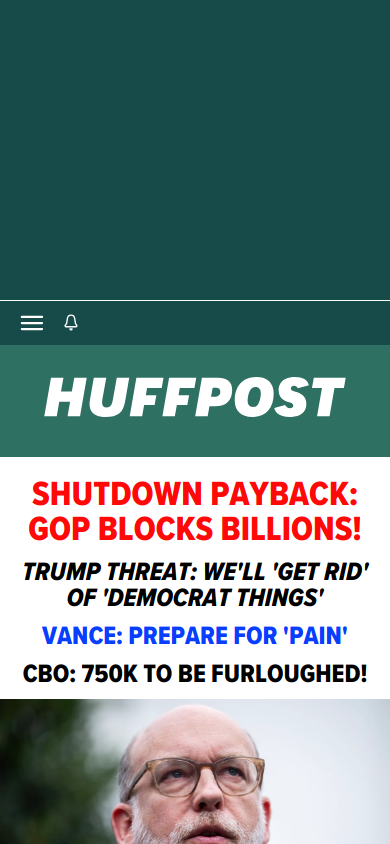 HUFFPOST
SHUTDOWN PAYBACK:
GOP BLOCKS BILLIONS!
TRUMP THREAT: WE'LL 'GET RID'
OF 'DEMOCRAT THINGS'
VANCE: PREPARE FOR 'PAIN'
CBO: 750K TO BE FURLOUGHED!